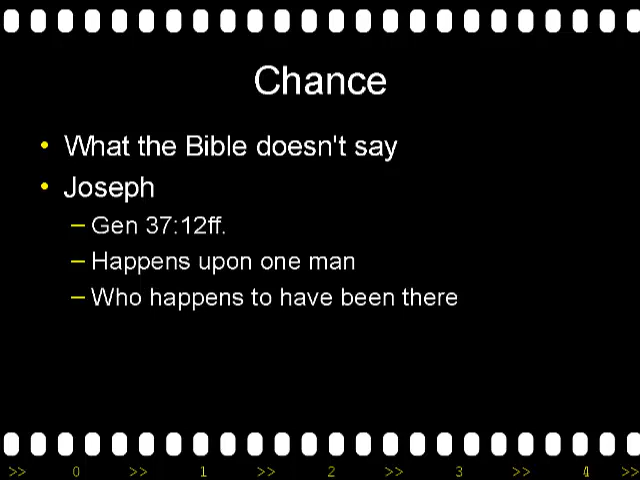 Chance
• What the Bible doesn't say
• Joseph
– Gen 37:12ff.
– Happens upon one man
– Who happens to have been there
>> 0 >> 1 >> 2 >> 3 >> 4 >>